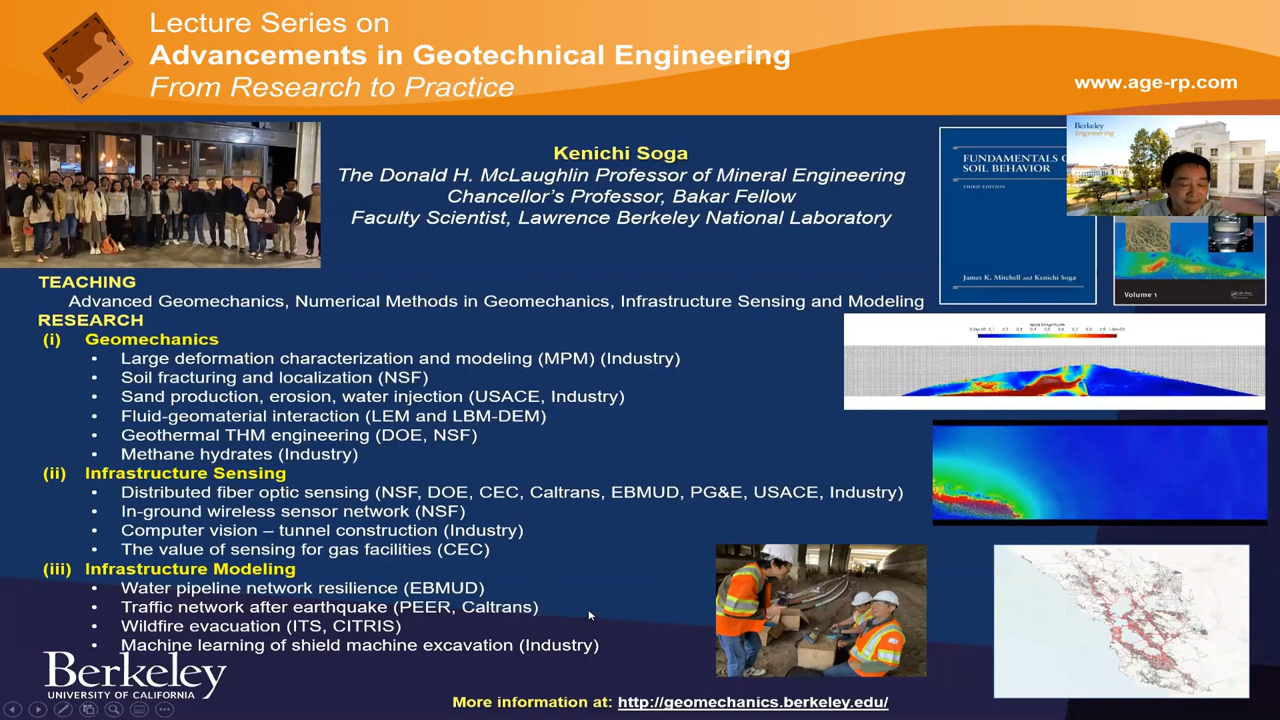 Lecture Series on
Advancements in Geotechnical Engineering
From Research to Practice
www.age-rp.com
Kenichi Soga
The Donald H. McLaughlin Professor of Mineral Engineering
Chancellor's Professor, Bakar Fellow
Faculty Scientist, Lawrence Berkeley National Laboratory
FUNDAMENTALS
SOIL BEHAVIOR
THIRD EDITION
James K. Mitchell and Kenichi Soga
Berkeley
Engineering
Volume 1
TEACHING
Advanced Geomechanics, Numerical Methods in Geomechanics, Infrastructure Sensing and Modeling
RESEARCH
(i) Geomechanics
• Large deformation characterization and modeling (MPM) (Industry)
• Soil fracturing and localization (NSF)
• Sand production, erosion, water injection (USACE, Industry)
• Fluid-geomaterial interaction (LEM and LBM-DEM)
• Geothermal THM engineering (DOE, NSF)
• Methane hydrates (Industry)
(ii) Infrastructure Sensing
• Distributed fiber optic sensing (NSF, DOE, CEC, Caltrans, EBMUD, PG&E, USACE, Industry)
• In-ground wireless sensor network (NSF)
• Computer vision – tunnel construction (Industry)
• The value of sensing for gas facilities (CEC)
(iii) Infrastructure Modeling
• Water pipeline network resilience (EBMUD)
• Traffic network after earthquake (PEER, Caltrans)
• Wildfire evacuation (ITS, CITRIS)
• Machine learning of shield machine excavation (Industry)
Berkeley
UNIVERSITY OF CALIFORNIA
More information at: http://geomechanics.berkeley.edu/